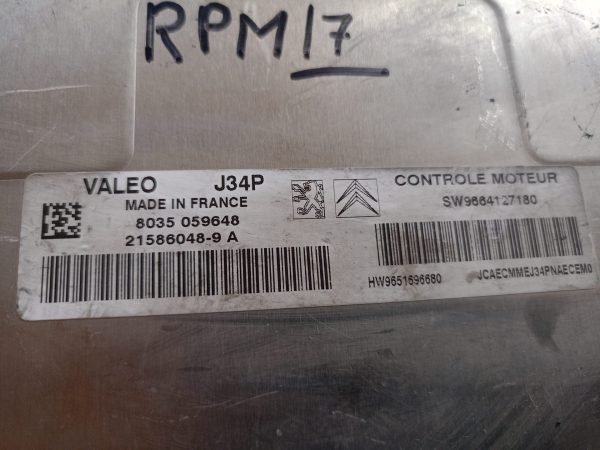 RPM17
VALEO J34P
MADE IN FRANCE
8035 059648
21586048-9 A
CONTROLE MOTEUR
SW9664127180
HW9651696680 JCAECMMEJ34PNAECEM0